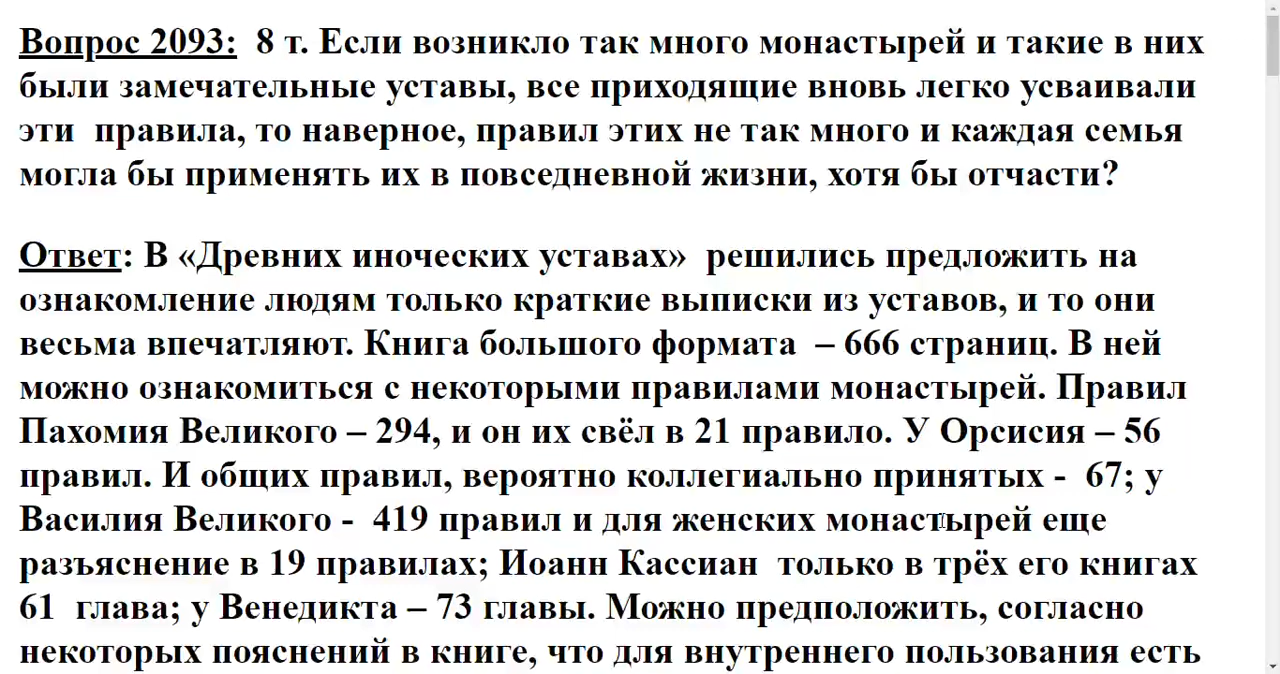 Вопрос 2093:  8 т. Если возникло так много монастырей и такие в них
были замечательные уставы, все приходящие вновь легко усваивали
эти  правила, то наверное, правил этих не так много и каждая семья
могла бы применять их в повседневной жизни, хотя бы отчасти?
Ответ: В «Древних иноческих уставах»  решились предложить на
ознакомление людям только краткие выписки из уставов, и то они
весьма впечатляют. Книга большого формата  – 666 страниц. В ней
можно ознакомиться с некоторыми правилами монастырей. Правил
Пахомия Великого – 294, и он их свёл в 21 правило. У Орсисия – 56
правил. И общих правил, вероятно коллегиально принятых -  67; у
Василия Великого -  419 правил и для женских монастырей еще
разъяснение в 19 правилах; Иоанн Кассиан  только в трёх его книгах
61  глава; у Венедикта – 73 главы. Можно предположить, согласно
некоторых пояснений в книге, что для внутреннего пользования есть